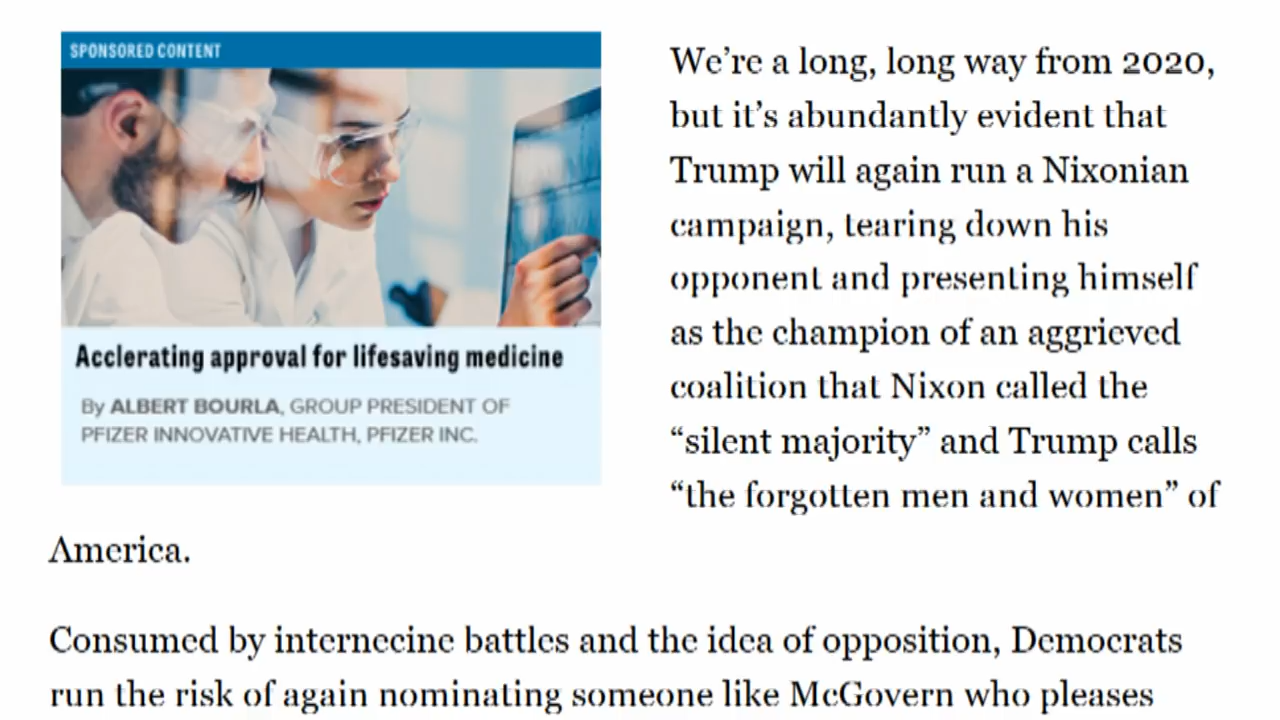 SPONSORED CONTENT
Acclerating approval for lifesaving medicine
By ALBERT BOURLA, GROUP PRESIDENT OF
PFIZER INNOVATIVE HEALTH, PFIZER INC.
We’re a long, long way from 2020,
but it’s abundantly evident that
Trump will again run a Nixonian
campaign, tearing down his
opponent and presenting himself
as the champion of an aggrieved
coalition that Nixon called the
“silent majority” and Trump calls
“the forgotten men and women” of
America.
Consumed by internecine battles and the idea of opposition, Democrats
run the risk of again nominating someone like McGovern who pleases